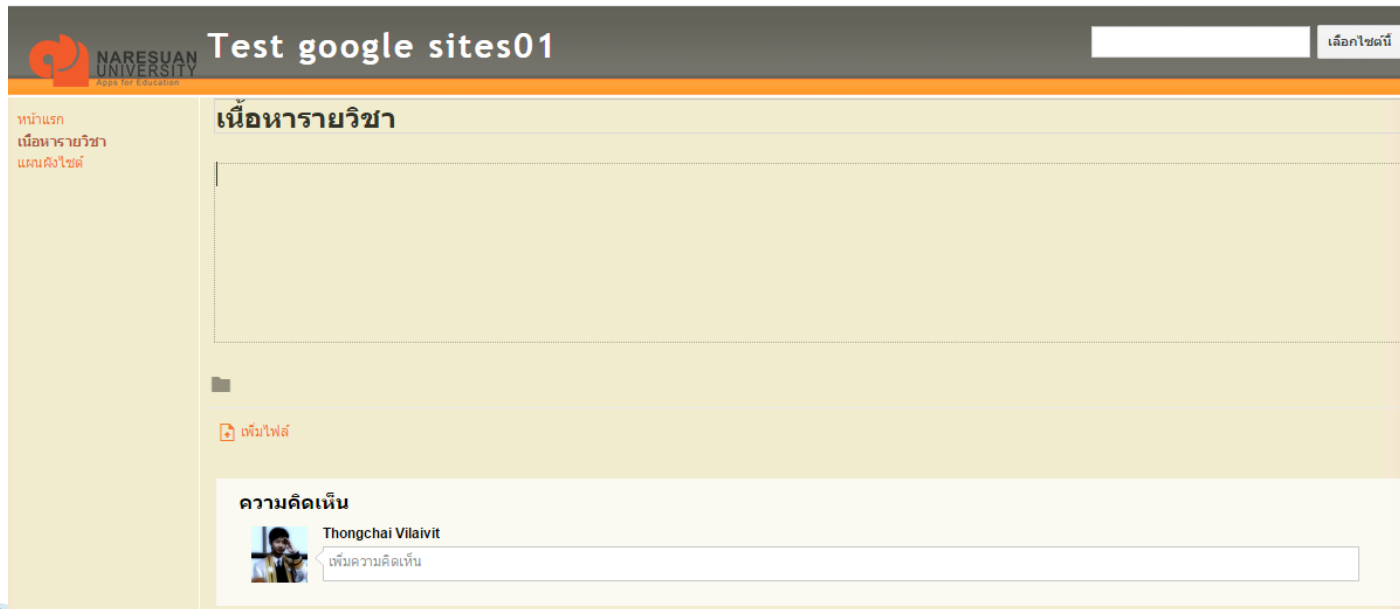 NARESUAN
UNIVERSITY
Apps for Education
Test google sites01
เลือกไซต์นี้
หน้าแรก
เนื้อหารายวิชา
แผนผังไซต์
เนื้อหารายวิชา
เพิ่มไฟล์
ความคิดเห็น
Thongchai Vilaivit
เพิ่มความคิดเห็น